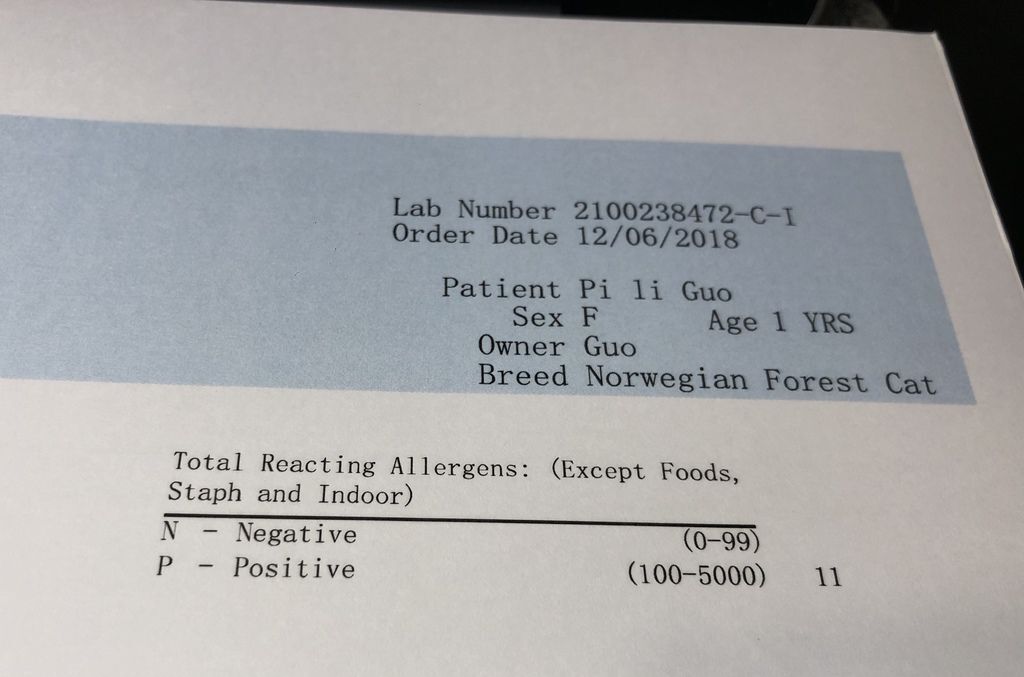 Lab Number 2100238472-C-I
Order Date 12/06/2018
Patient Pi li Guo
Sex F Age 1 YRS
Owner Guo
Breed Norwegian Forest Cat
Total Reacting Allergens: (Except Foods,
Staph and Indoor)
N - Negative (0-99)
P - Positive (100-5000) 11